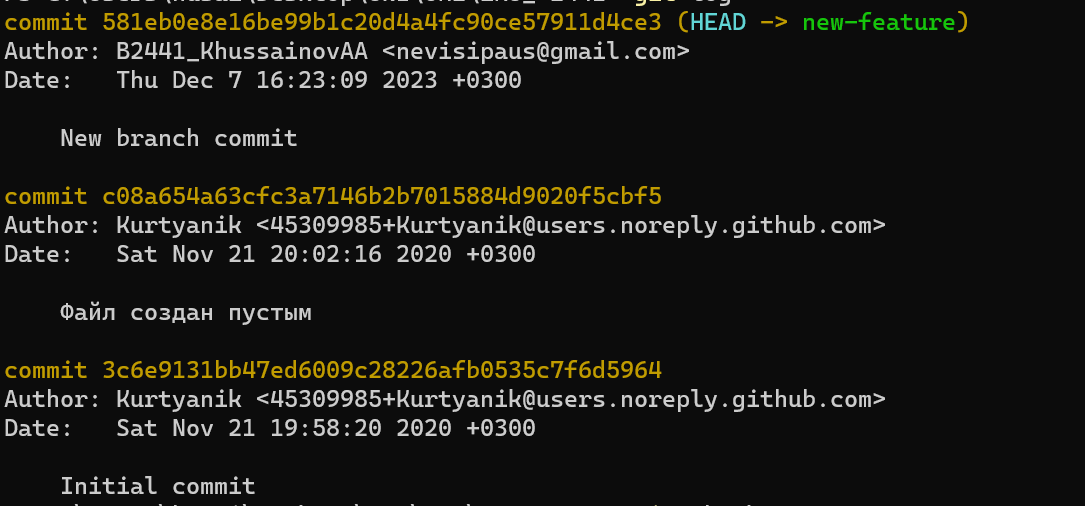 commit 581eb0e8e16be99b1c20d4a4fc90ce57911d4ce3 (HEAD -> new-feature)
Author: B2441_KhussainovAA <nevisipaus@gmail.com>
Date:   Thu Dec 7 16:23:09 2023 +0300
New branch commit
commit c08a654a63cfc3a7146b2b7015884d9020f5cbf5
Author: Kurtyanik <45309985+Kurtyanik@users.noreply.github.com>
Date:   Sat Nov 21 20:02:16 2020 +0300
Файл создан пустым
commit 3c6e9131bb47ed6009c28226afb0535c7f6d5964
Author: Kurtyanik <45309985+Kurtyanik@users.noreply.github.com>
Date:   Sat Nov 21 19:58:20 2020 +0300
Initial commit